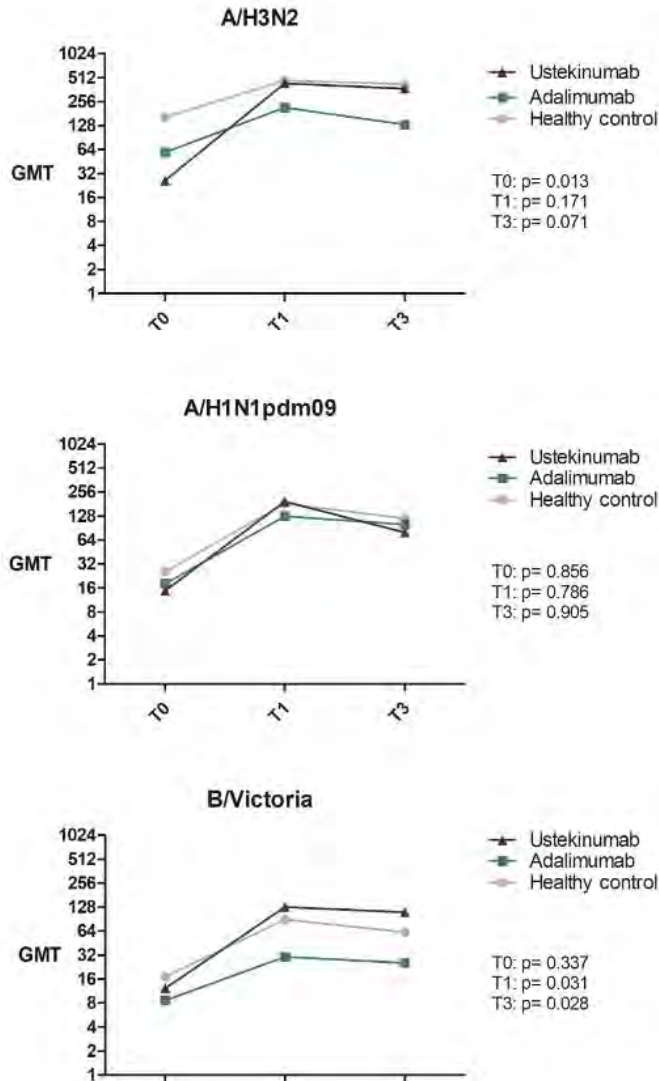 A/H3N2
1024
512
256
128
64
32
16
8
4
2
1
GMT
T0
T1
T3
Ustekinumab
Adalimumab
Healthy control
T0: p= 0.013
T1: p= 0.171
T3: p= 0.071
A/H1N1pdm09
1024
512
256
128
64
32
16
8
4
2
1
GMT
T0
T1
T3
Ustekinumab
Adalimumab
Healthy control
T0: p= 0.856
T1: p= 0.786
T3: p= 0.905
B/Victoria
1024
512
256
128
64
32
16
8
4
2
1
GMT
Ustekinumab
Adalimumab
Healthy control
T0: p= 0.337
T1: p= 0.031
T3: p= 0.028